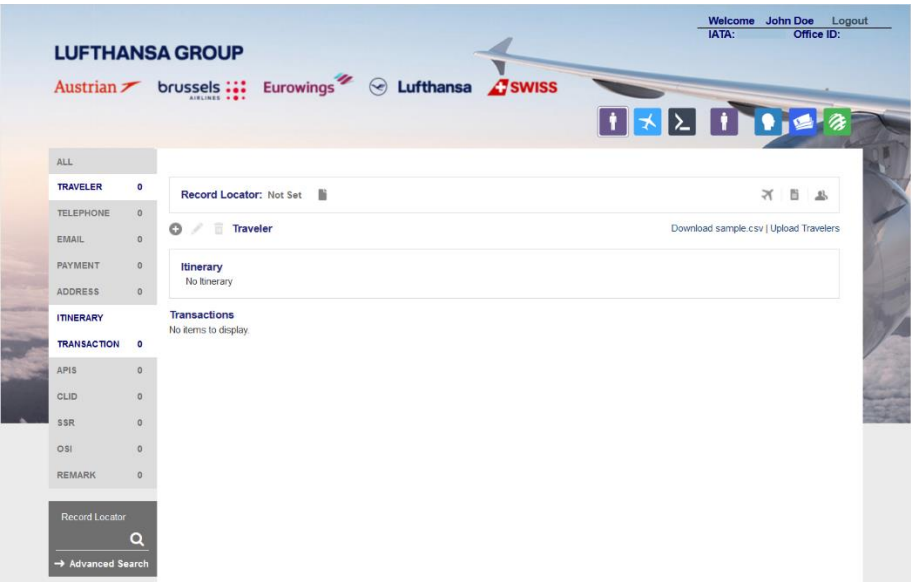 Welcome John Doe Logout
IATA: Office ID:
LUFTHANSA GROUP
Austrian brussels AIRLINES Eurowings Lufthansa SWISS
ALL
TRAVELER 0
TELEPHONE 0
EMAIL 0
PAYMENT 0
ADDRESS 0
ITINERARY
TRANSACTION 0
APIS 0
CLID 0
SSR 0
OSI 0
REMARK 0
Record Locator
→ Advanced Search
Record Locator: Not Set
Traveler
Download sample.csv | Upload Travelers
Itinerary
No Itinerary
Transactions
No items to display.